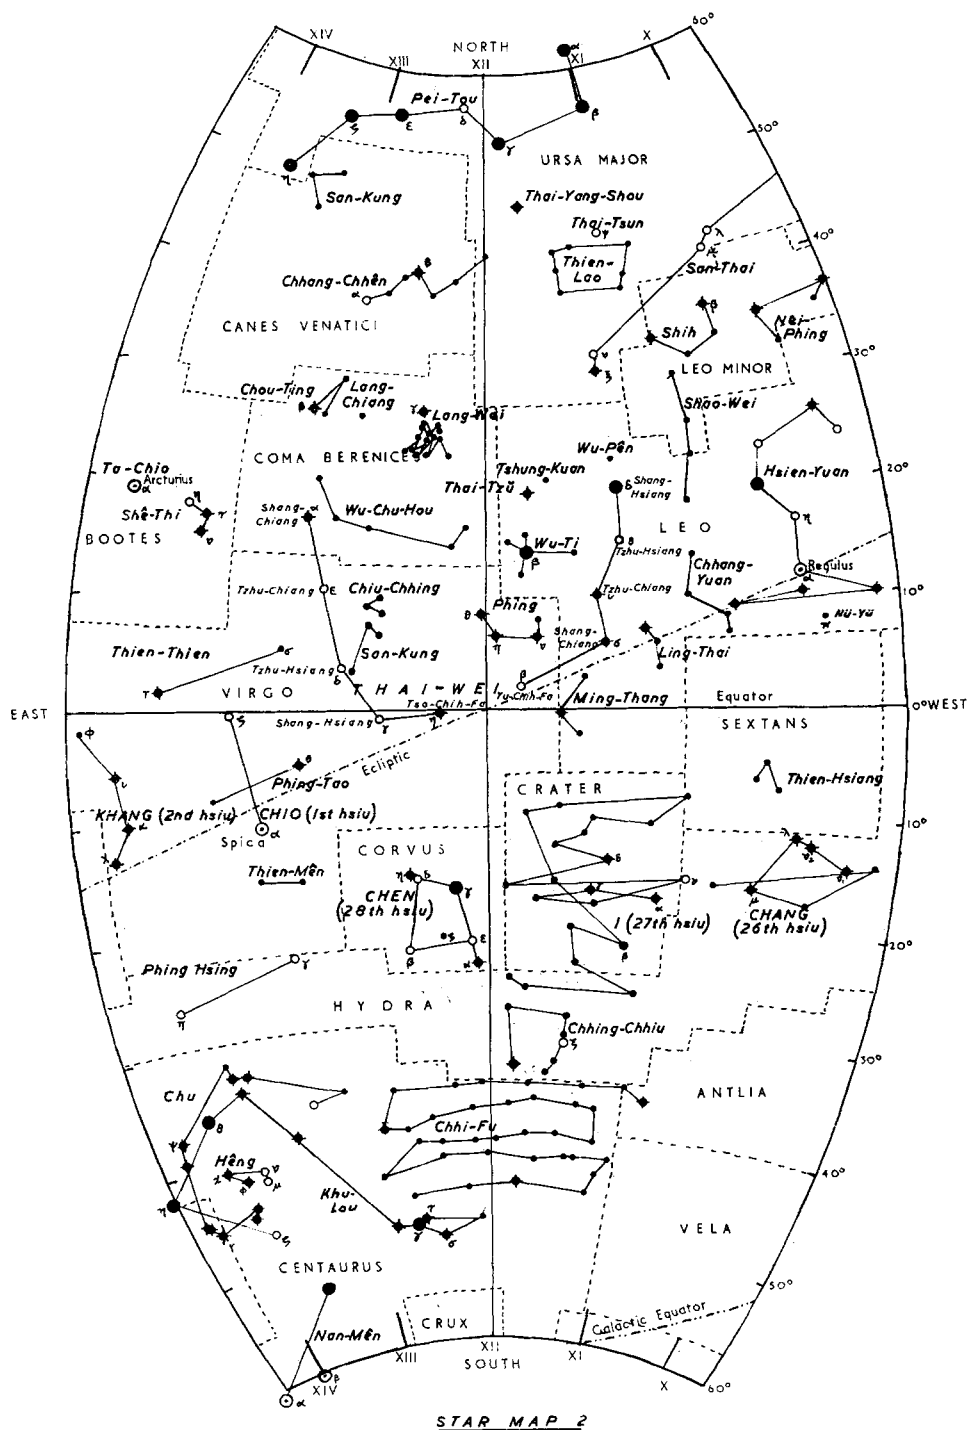 60°
XIV
NORTH
X
XIII
XII
XI
α
Pei-Tou
ζ
ε
δ
β
γ
50°
η
URSA MAJOR
San-Kung
Thai-Yang-Shou
Thai-Tsun
ψ
λ
μ
40°
Thien-
Lao
San-Thai
Chhang-Chhên
β
α
β
Nei-
Phing
CANES VENATICI
Shih
ν
ξ
30°
LEO MINOR
Chou-Ting
Lang-
Chiang
β
γ
Lang-Wei
Shao-Wei
COMA BERENICES
Wu-Pên
20°
Ta-Chio
Arcturius
α
Tshung-Kuan
Thai-Tzŭ
δ
Shang-
Hsiang
Hsien-Yuan
η
Shê-Thi
τ
υ
Shang-
Chiang
α
Wu-Chu-Hou
LEO
η
BOOTES
Wu-Ti
β
θ
Tzhu-Hsiang
Chhang-
Yuan
Regulus
α
Tzhu-Chiang
ε
Chiu-Chhing
Tzhu-Chiang
ι
10°
θ
Phing
η
ν
Shang-
Chiang
σ
π
Nü-Yü
Thien-Thien
σ
τ
San-Kung
Ling-Thai
Tzhu-Hsiang
δ
VIRGO
THAI-WEI
β
Tu-Chih-Fa
Ming-Thang
Equator
EAST
Tso-Chih-Fa
0° WEST
ζ
Shang-Hsiang
γ
η
SEXTANS
φ
Ecliptic
ι
θ
Phing-Tao
Thien-Hsiang
CRATER
KHANG (2nd hsiu)
κ
CHIO (1st hsiu)
Spica
α
10°
λ
CORVUS
λ
ν₂
Thien-Mên
η
δ
γ
δ
ν
ν₁
CHEN
(28th hsiu)
γ
α
μ
I (27th hsiu)
CHANG
(26th hsiu)
ζ
ε
β
α
β
20°
Phing Hsing
γ
η
HYDRA
Chhing-Chhiu
ξ
30°
Chu
ANTLIA
θ
Chhi-Fu
ψ
Hêng
χ
φ
υ
μ
40°
η
Khu-
Lou
τ
γ
σ
ζ
VELA
CENTAURUS
50°
Galactic Equator
CRUX
Nan-Mên
XIII
XII
XI
SOUTH
β
XIV
X
60°
α
STAR MAP 2